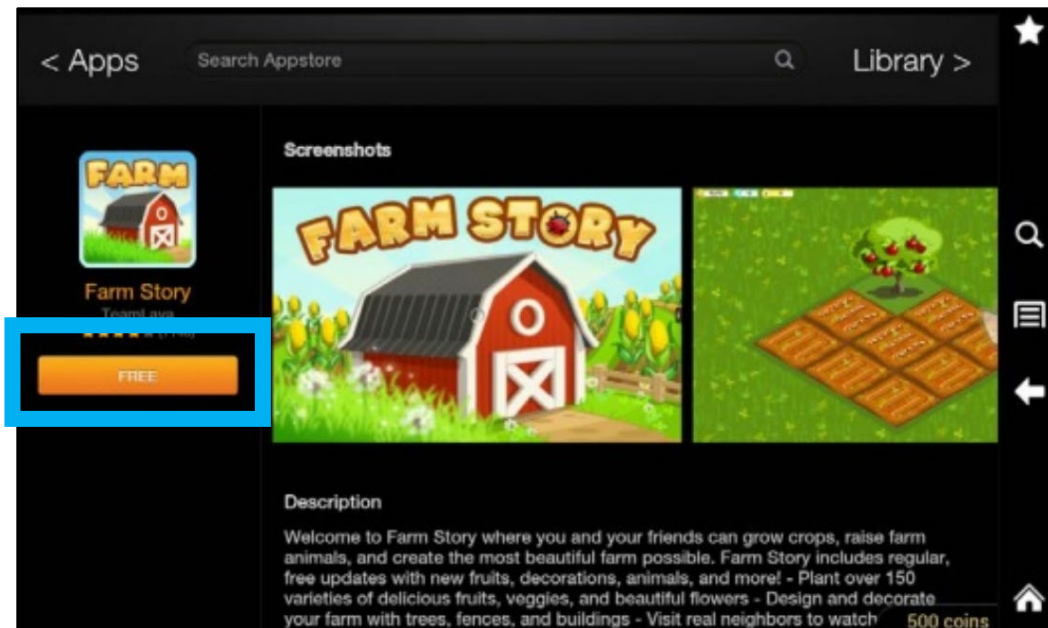 < Apps
Search Appstore
Library >
FARM
Farm Story
TeamLava
FREE
Screenshots
FARM STORY
Description
Welcome to Farm Story where you and your friends can grow crops, raise farm
animals, and create the most beautiful farm possible. Farm Story includes regular,
free updates with new fruits, decorations, animals, and more! - Plant over 150
varieties of delicious fruits, veggies, and beautiful flowers - Design and decorate
your farm with trees, fences, and buildings - Visit real neighbors to watch
500 coins